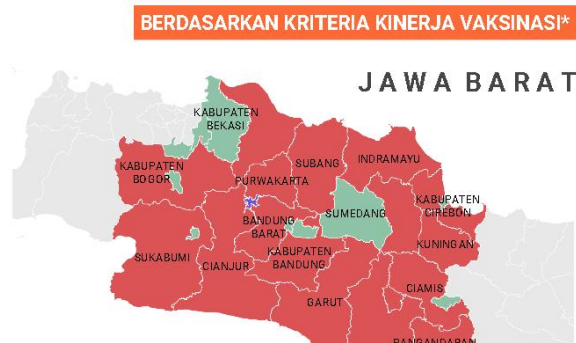 BERDASARKAN KRITERIA KINERJA VAKSINASI*
JAWA BARAT
KABUPATEN
BEKASI
KABUPATEN
BOGOR
SUBANG
INDRAMAYU
PURWAKARTA
KABUPATEN
CIREBON
SUMEDANG
BANDUNG
BARAT
KUNINGAN
SUKABUMI
CIANJUR
KABUPATEN
BANDUNG
CIAMIS
GARUT
PANGANDARAN